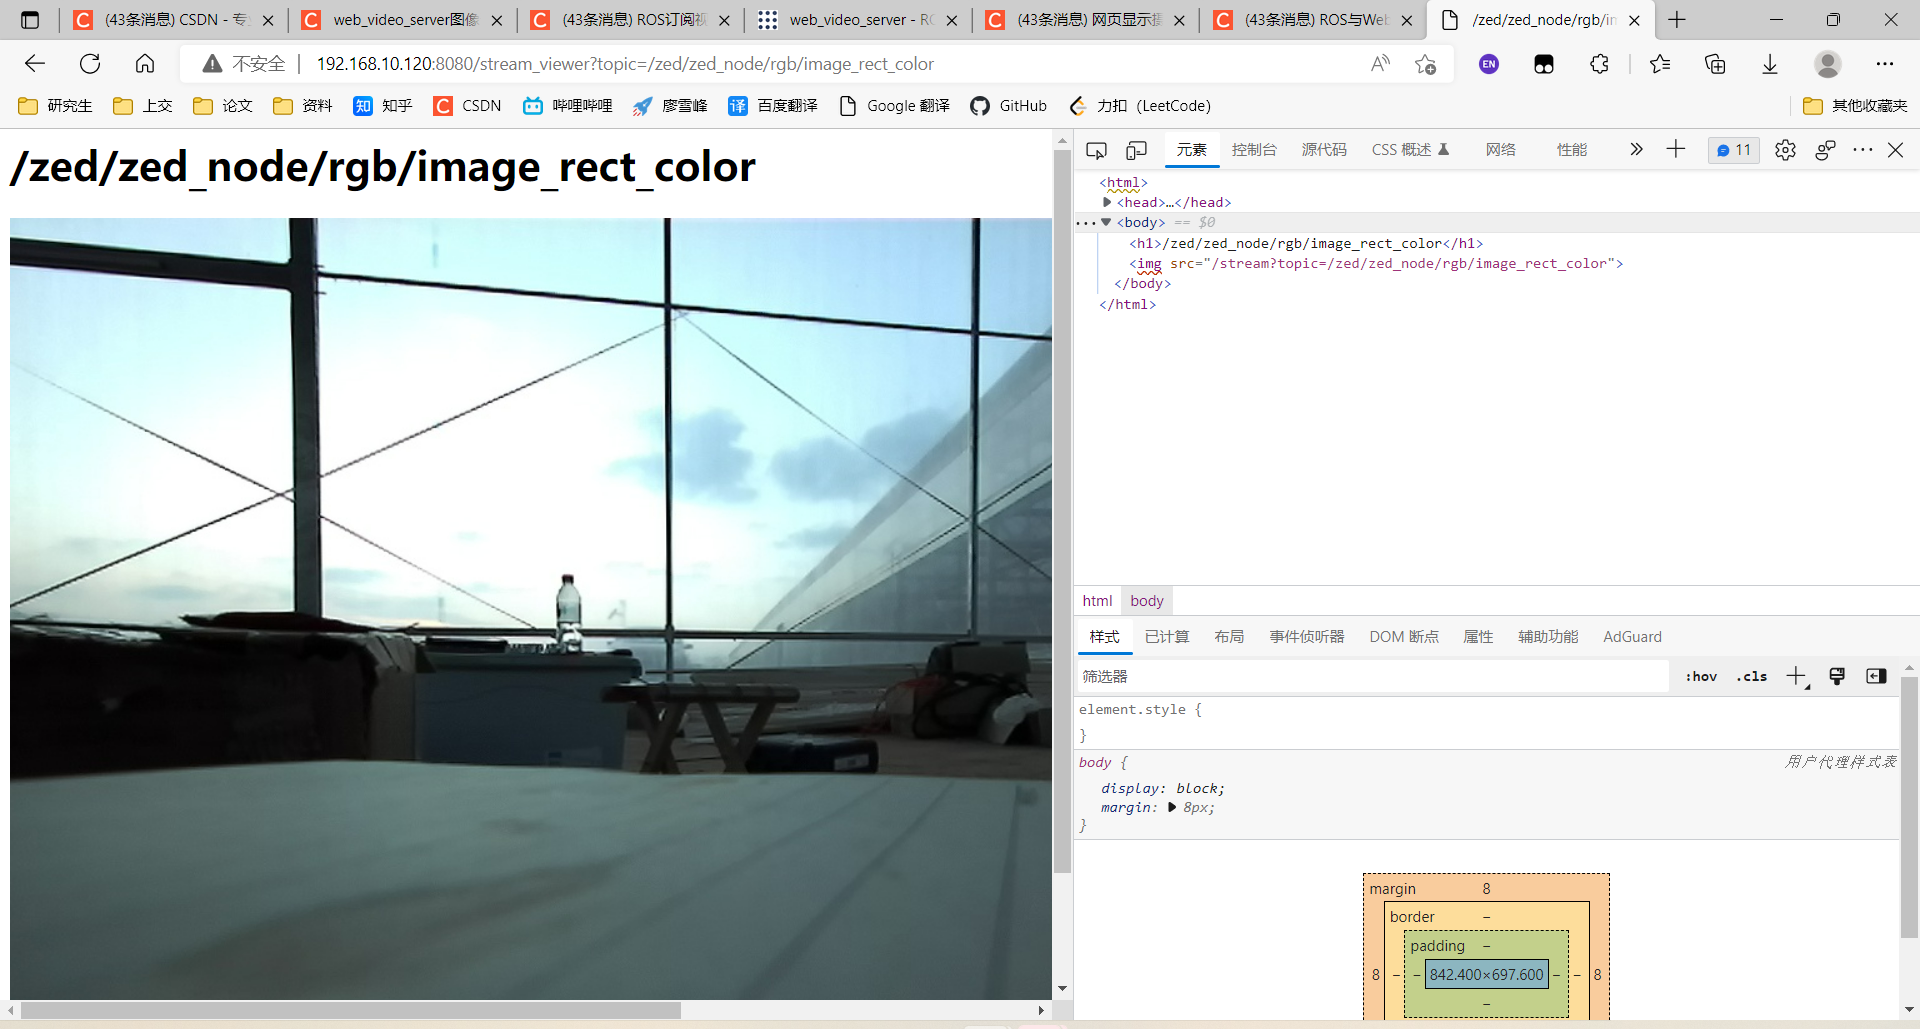 (43条消息) CSDN - 专
web_video_server图像
(43条消息) ROS订阅视
web_video_server - RO
(43条消息) 网页显示摄
(43条消息) ROS与Web
/zed/zed_node/rgb/im
不安全 192.168.10.120:8080/stream_viewer?topic=/zed/zed_node/rgb/image_rect_color
EN
研究生 上交 论文 资料 知 知乎 C CSDN 哔哩哔哩 廖雪峰 译 百度翻译 Google 翻译 GitHub 力扣 (LeetCode) 其他收藏夹
/zed/zed_node/rgb/image_rect_color
元素 控制台 源代码 CSS 概述 网络 性能 11
<html>
<head>…</head>
<body> == $0
<h1>/zed/zed_node/rgb/image_rect_color</h1>
<img src="/stream?topic=/zed/zed_node/rgb/image_rect_color">
</body>
</html>
html body
样式 已计算 布局 事件侦听器 DOM 断点 属性 辅助功能 AdGuard
筛选器 :hov .cls
element.style {
}
body { 用户代理样式表
display: block;
margin: 8px;
}
margin 8
border –
padding –
8 – – 842.400×697.600 – – 8
–